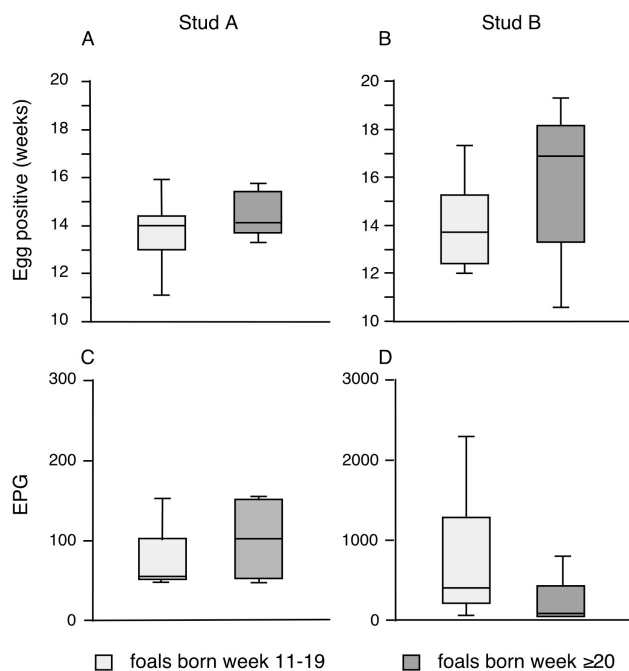 Stud A
Stud B
A
B
Egg positive (weeks)
20
18
16
14
12
10
20
18
16
14
12
10
C
D
EPG
300
200
100
0
3000
2000
1000
0
foals born week 11-19
foals born week ≥20